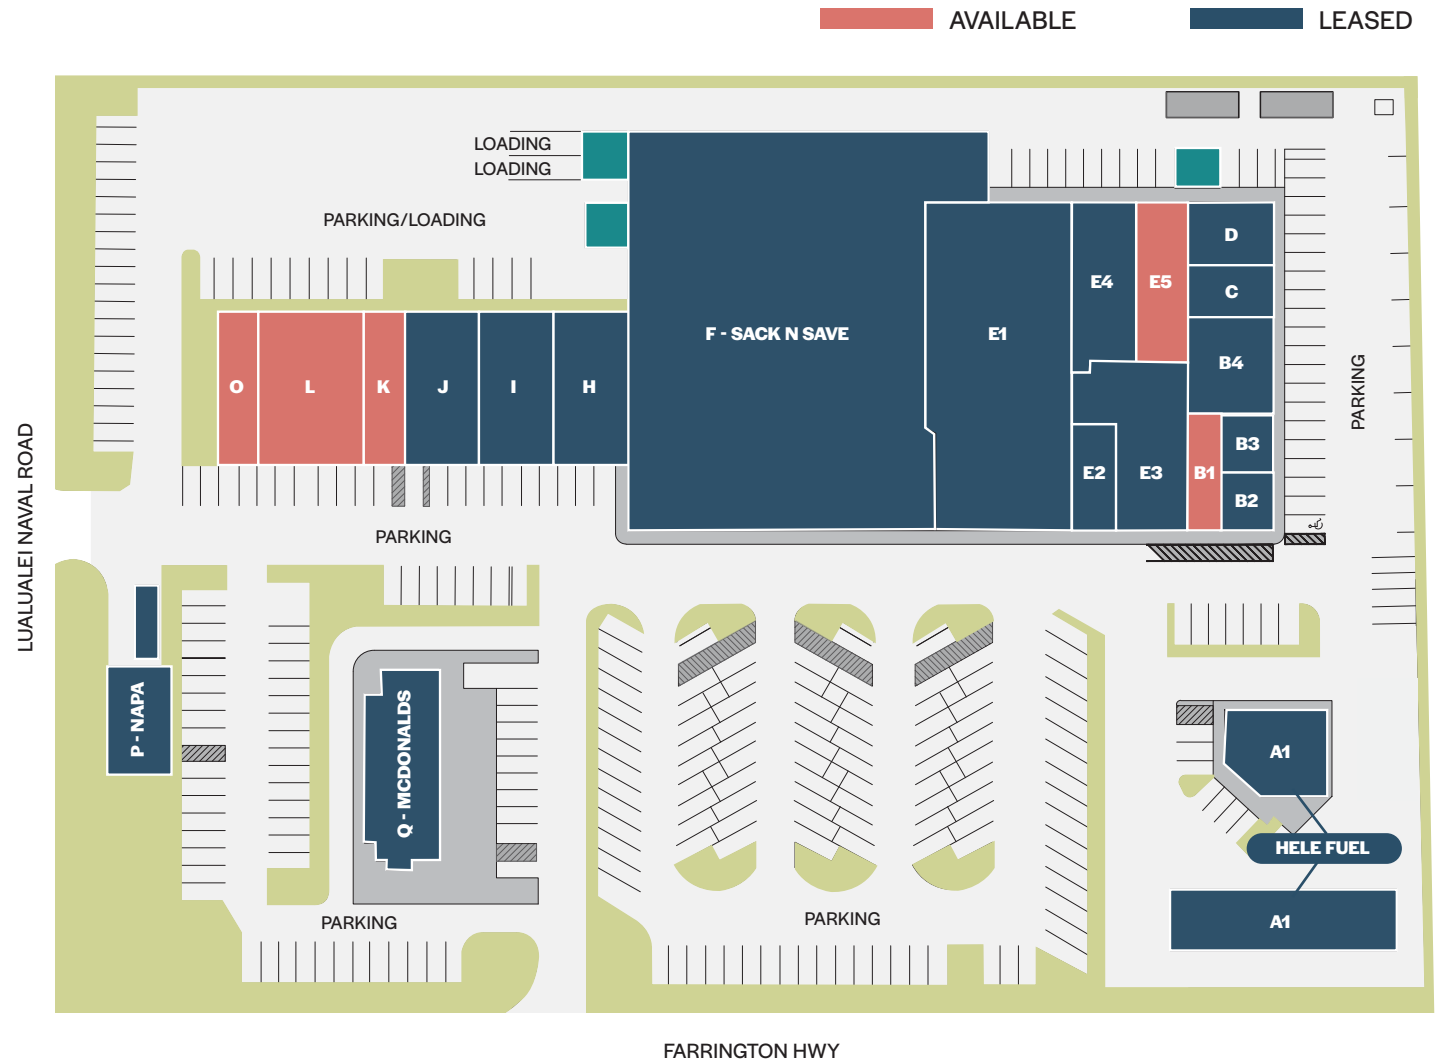 AVAILABLE
LEASED
LOADING
LOADING
PARKING/LOADING
D
C
E4
E5
F - SACK N SAVE
E1
B4
O
L
K
J
I
H
PARKING
B3
E2
E3
B1
B2
LUALUALEI NAVAL ROAD
PARKING
P - NAPA
Q - MCDONALDS
A1
HELE FUEL
PARKING
PARKING
A1
FARRINGTON HWY